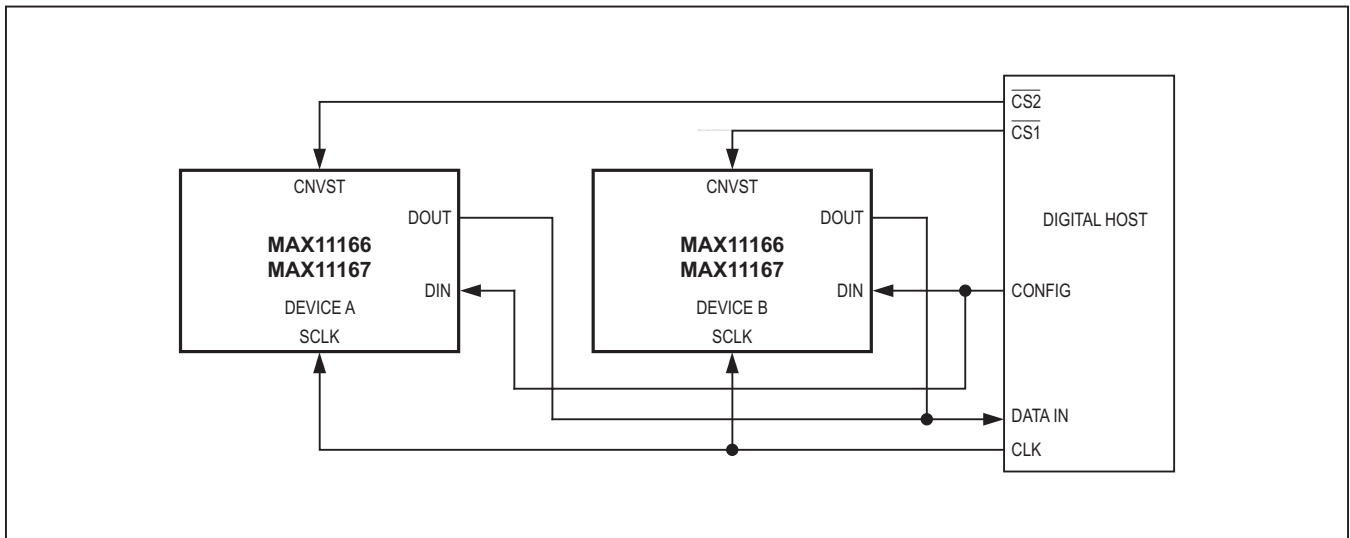 CS2
CS1
CNVST
DOUT
MAX11166
MAX11167
DIN
DEVICE A
SCLK
CNVST
DOUT
MAX11166
MAX11167
DIN
DEVICE B
SCLK
DIGITAL HOST
CONFIG
DATA IN
CLK